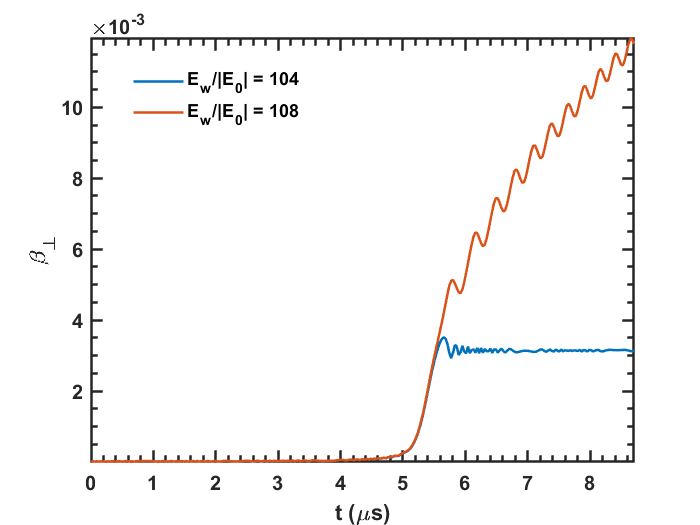 ×10⁻³
E_w/|E_0| = 104
E_w/|E_0| = 108
10
8
6
4
2
β_⊥
0 1 2 3 4 5 6 7 8
t (μs)